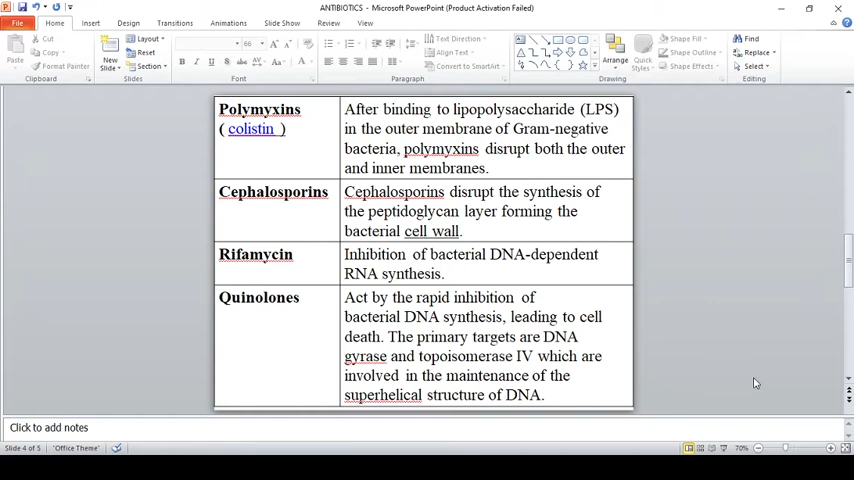 ANTIBIOTICS - Microsoft PowerPoint (Product Activation Failed)
File Home Insert Design Transitions Animations Slide Show Review View
Paste Cut Copy Format Painter Clipboard
New Slide Layout Reset Section Slides
66 Font
Text Direction Align Text Convert to SmartArt Paragraph
Arrange Quick Styles Shape Fill Shape Outline Shape Effects Drawing
Find Replace Select Editing
Polymyxins
( colistin )
After binding to lipopolysaccharide (LPS)
in the outer membrane of Gram-negative
bacteria, polymyxins disrupt both the outer
and inner membranes.
Cephalosporins
Cephalosporins disrupt the synthesis of
the peptidoglycan layer forming the
bacterial cell wall.
Rifamycin
Inhibition of bacterial DNA-dependent
RNA synthesis.
Quinolones
Act by the rapid inhibition of
bacterial DNA synthesis, leading to cell
death. The primary targets are DNA
gyrase and topoisomerase IV which are
involved in the maintenance of the
superhelical structure of DNA.
Click to add notes
Slide 4 of 5 "Office Theme" 70%